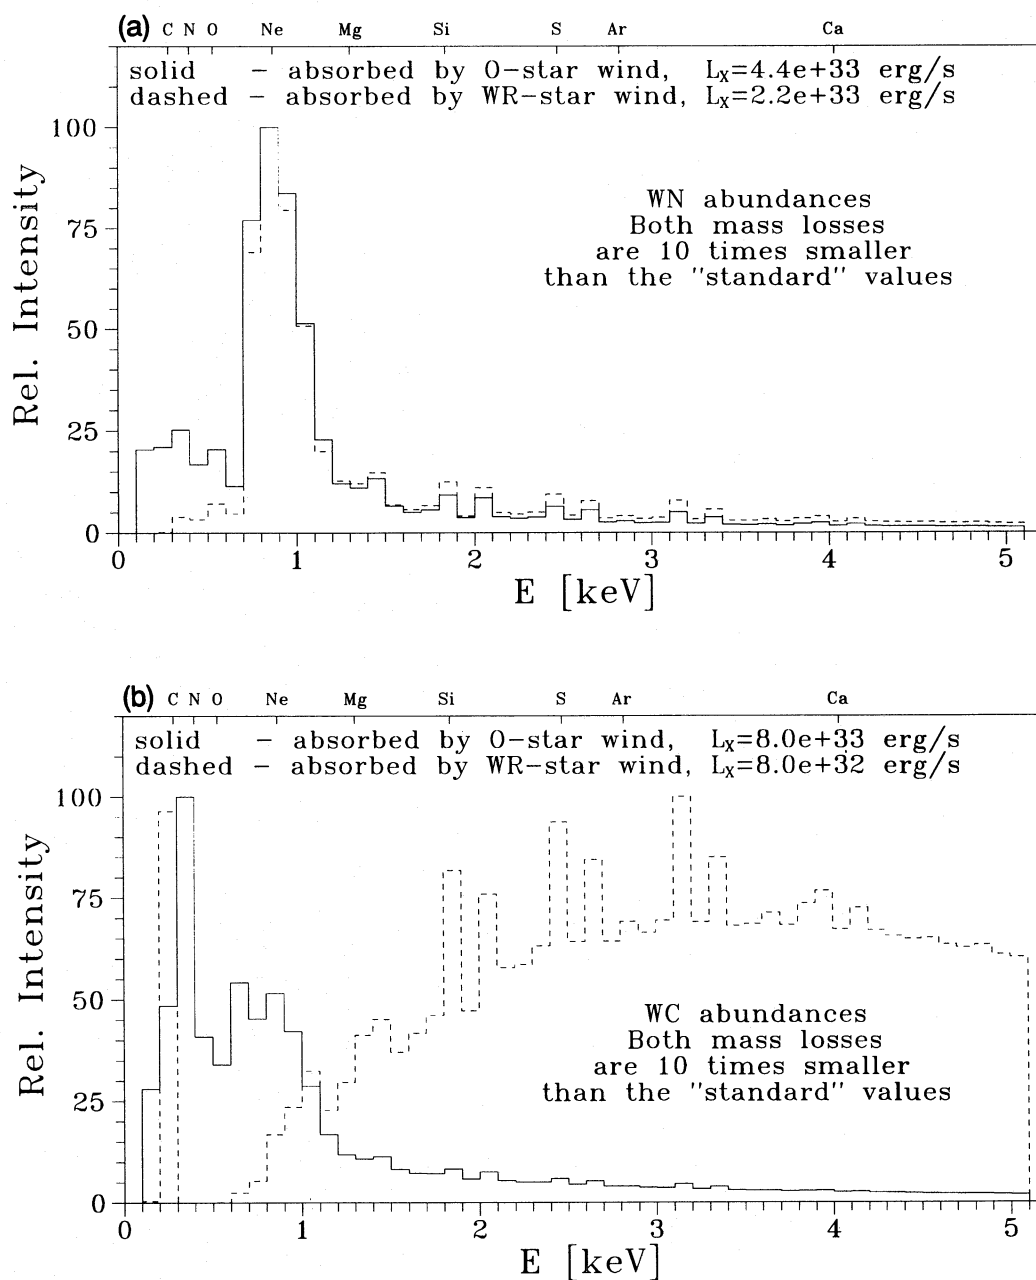 (a) C N O Ne Mg Si S Ar Ca
solid – absorbed by O-star wind, Lx=4.4e+33 erg/s
dashed – absorbed by WR-star wind, Lx=2.2e+33 erg/s
100
WN abundances
75
Both mass losses
are 10 times smaller
than the "standard" values
50
25
0
Rel. Intensity
0 1 2 3 4 5
E [keV]
(b) C N O Ne Mg Si S Ar Ca
solid – absorbed by O-star wind, Lx=8.0e+33 erg/s
dashed – absorbed by WR-star wind, Lx=8.0e+32 erg/s
100
75
50
WC abundances
Both mass losses
are 10 times smaller
than the "standard" values
25
0
Rel. Intensity
0 1 2 3 4 5
E [keV]